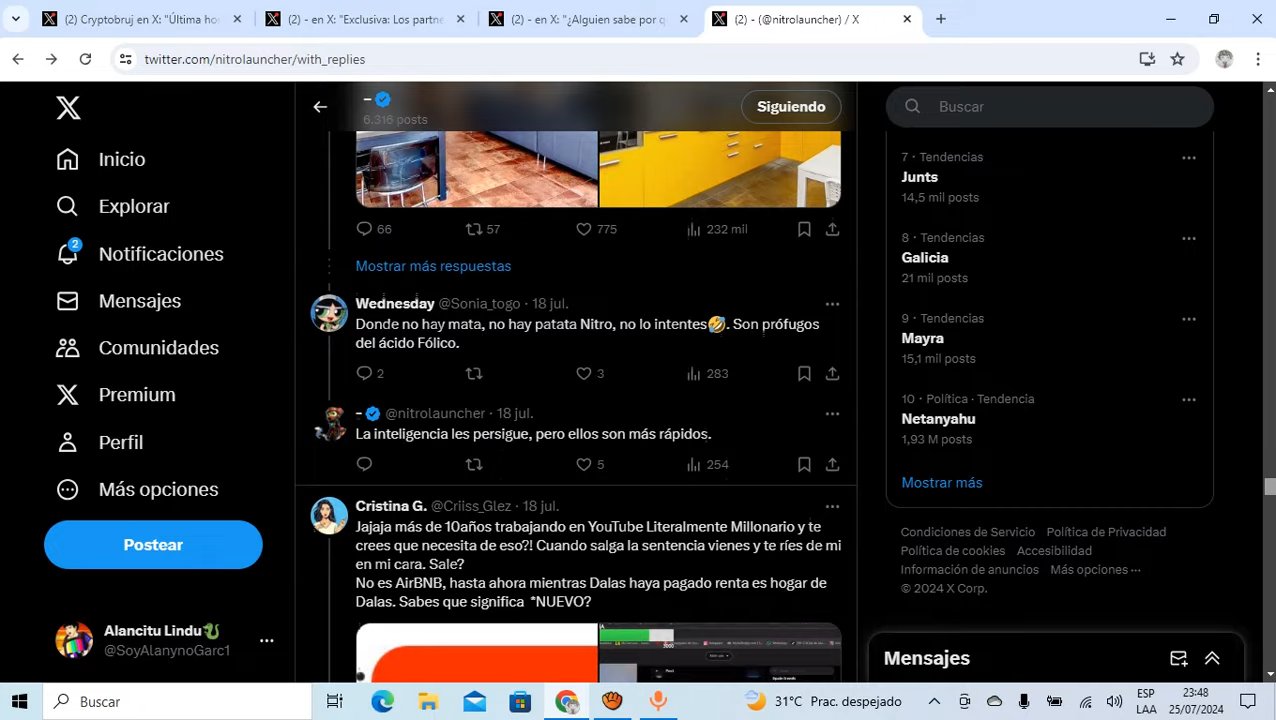 (2) Cryptobruj en X: "Última ho
(2) - en X: "Exclusiva: Los partne
(2) - en X: "¿Alguien sabe por q
(2) - (@nitrolauncher) / X
twitter.com/nitrolauncher/with_replies
Inicio
Explorar
2
Notificaciones
Mensajes
Comunidades
Premium
Perfil
Más opciones
Postear
Alancitu Lindu
@SoyAlanynoGarc1
-
6.316 posts
Siguiendo
66 57 775 232 mil
Mostrar más respuestas
Wednesday @Sonia_togo · 18 jul.
Donde no hay mata, no hay patata Nitro, no lo intentes🤣. Son prófugos
del ácido Fólico.
2 3 283
- @nitrolauncher · 18 jul.
La inteligencia les persigue, pero ellos son más rápidos.
5 254
Cristina G. @Criiss_Glez · 18 jul.
Jajaja más de 10años trabajando en YouTube Literalmente Millonario y te
crees que necesita de eso?! Cuando salga la sentencia vienes y te ríes de mi
en mi cara. Sale?
No es AirBNB, hasta ahora mientras Dalas haya pagado renta es hogar de
Dalas. Sabes que significa *NUEVO?
Buscar
7 · Tendencias
Junts
14,5 mil posts
8 · Tendencias
Galicia
21 mil posts
9 · Tendencias
Mayra
15,1 mil posts
10 · Política · Tendencia
Netanyahu
1,93 M posts
Mostrar más
Condiciones de Servicio Política de Privacidad
Política de cookies Accesibilidad
Información de anuncios Más opciones ···
© 2024 X Corp.
Mensajes
Buscar
31°C Prac. despejado
ESP
LAA
23:48
25/07/2024